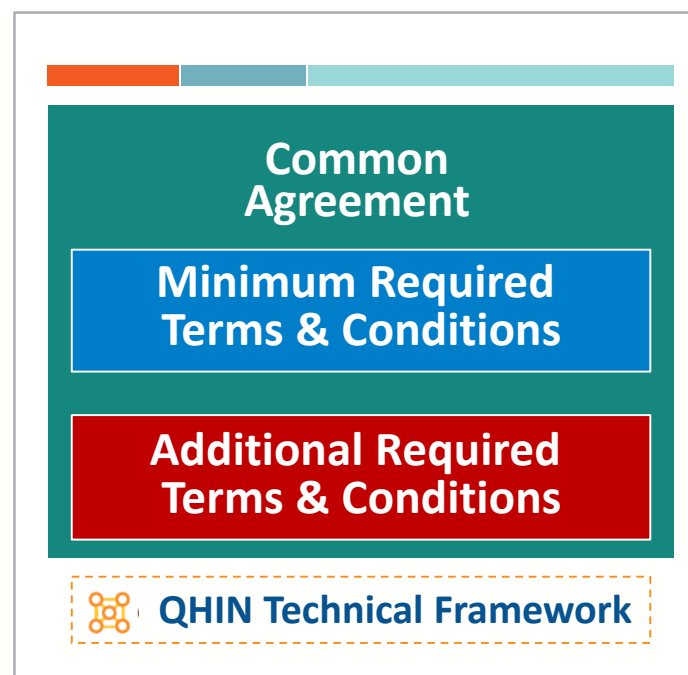 Common
Agreement
Minimum Required
Terms & Conditions
Additional Required
Terms & Conditions
QHIN Technical Framework